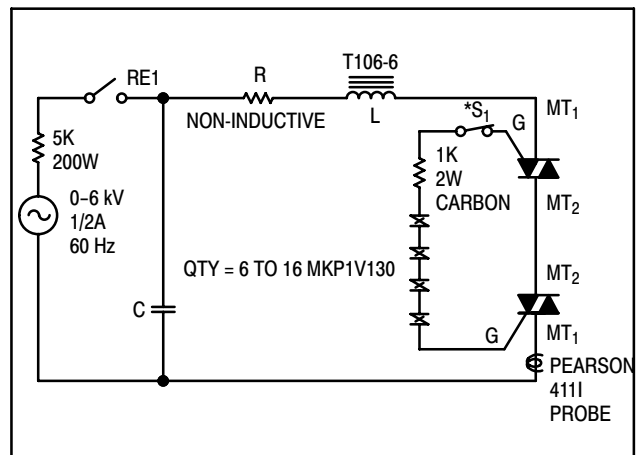 T106-6
RE1
R
MT1
*S1
G
NON-INDUCTIVE
L
5K
200W
1K
2W
CARBON
MT2
0–6 kV
1/2A
60 Hz
QTY = 6 TO 16 MKP1V130
MT2
C
G
MT1
PEARSON
411I
PROBE